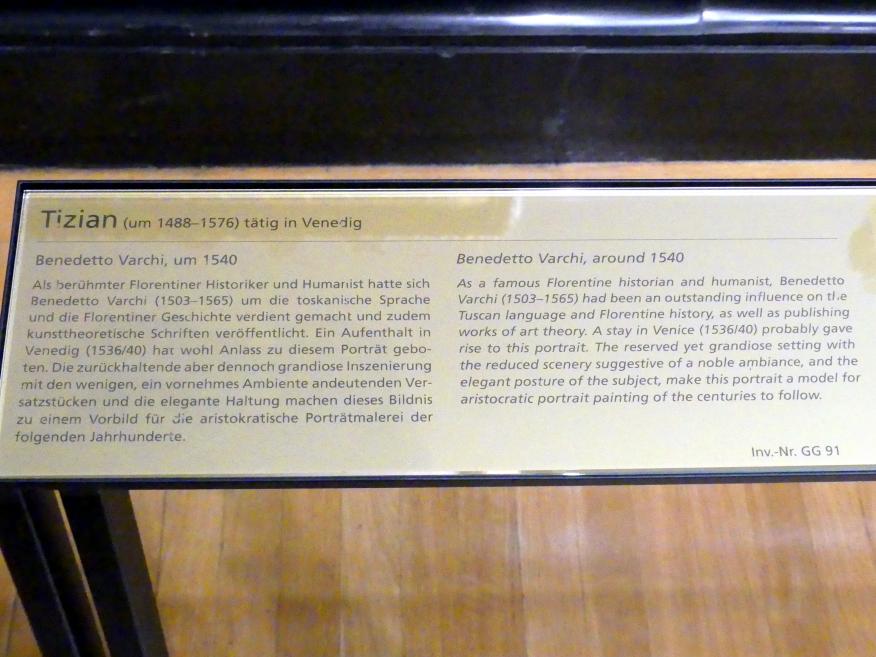 Tizian (um 1488–1576) tätig in Venedig
Benedetto Varchi, um 1540
Als berühmter Florentiner Historiker und Humanist hatte sich
Benedetto Varchi (1503–1565) um die toskanische Sprache
und die Florentiner Geschichte verdient gemacht und zudem
kunsttheoretische Schriften veröffentlicht. Ein Aufenthalt in
Venedig (1536/40) hat wohl Anlass zu diesem Porträt gebo-
ten. Die zurückhaltende aber dennoch grandiose Inszenierung
mit den wenigen, ein vornehmes Ambiente andeutenden Ver-
satzstücken und die elegante Haltung machen dieses Bildnis
zu einem Vorbild für die aristokratische Porträtmalerei der
folgenden Jahrhunderte.
Benedetto Varchi, around 1540
As a famous Florentine historian and humanist, Benedetto
Varchi (1503–1565) had been an outstanding influence on the
Tuscan language and Florentine history, as well as publishing
works of art theory. A stay in Venice (1536/40) probably gave
rise to this portrait. The reserved yet grandiose setting with
the reduced scenery suggestive of a noble ambiance, and the
elegant posture of the subject, make this portrait a model for
aristocratic portrait painting of the centuries to follow.
Inv.-Nr. GG 91